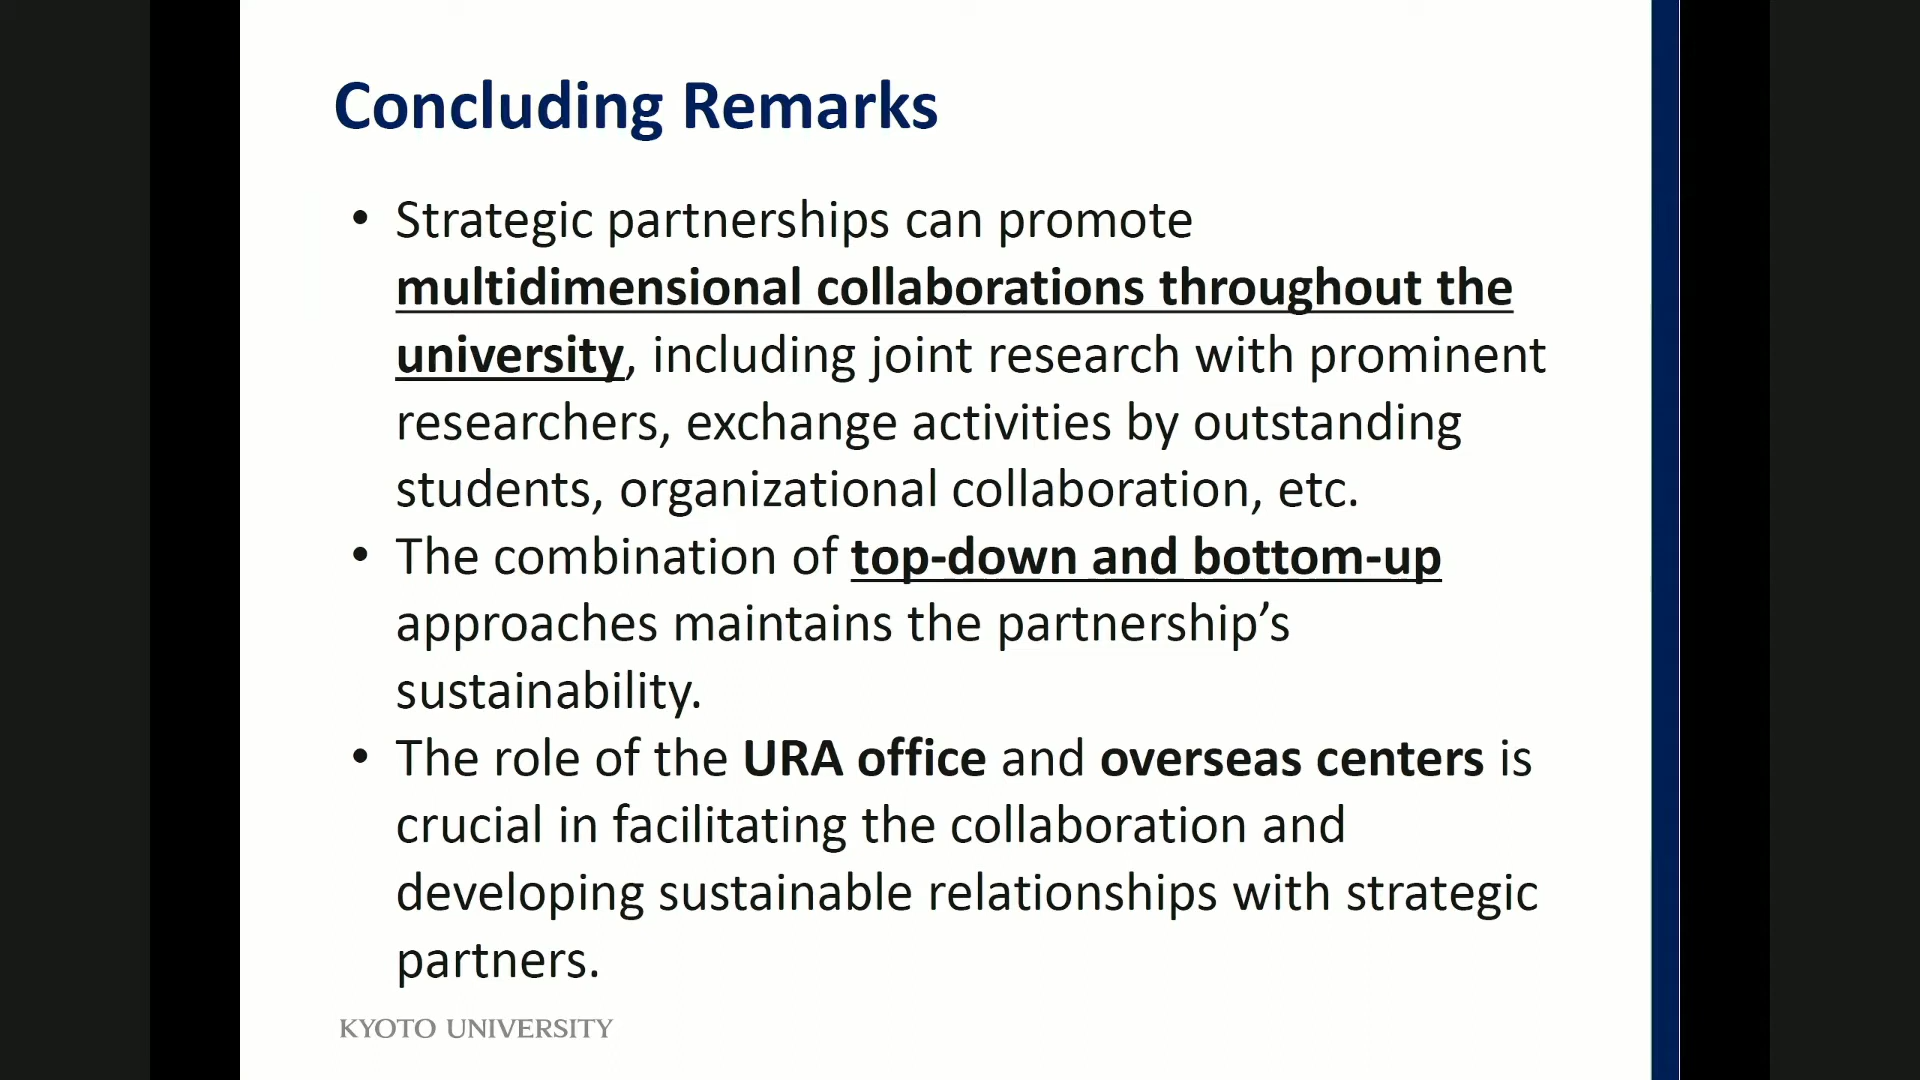 Concluding Remarks
• Strategic partnerships can promote
multidimensional collaborations throughout the
university, including joint research with prominent
researchers, exchange activities by outstanding
students, organizational collaboration, etc.
• The combination of top-down and bottom-up
approaches maintains the partnership’s
sustainability.
• The role of the URA office and overseas centers is
crucial in facilitating the collaboration and
developing sustainable relationships with strategic
partners.
KYOTO UNIVERSITY